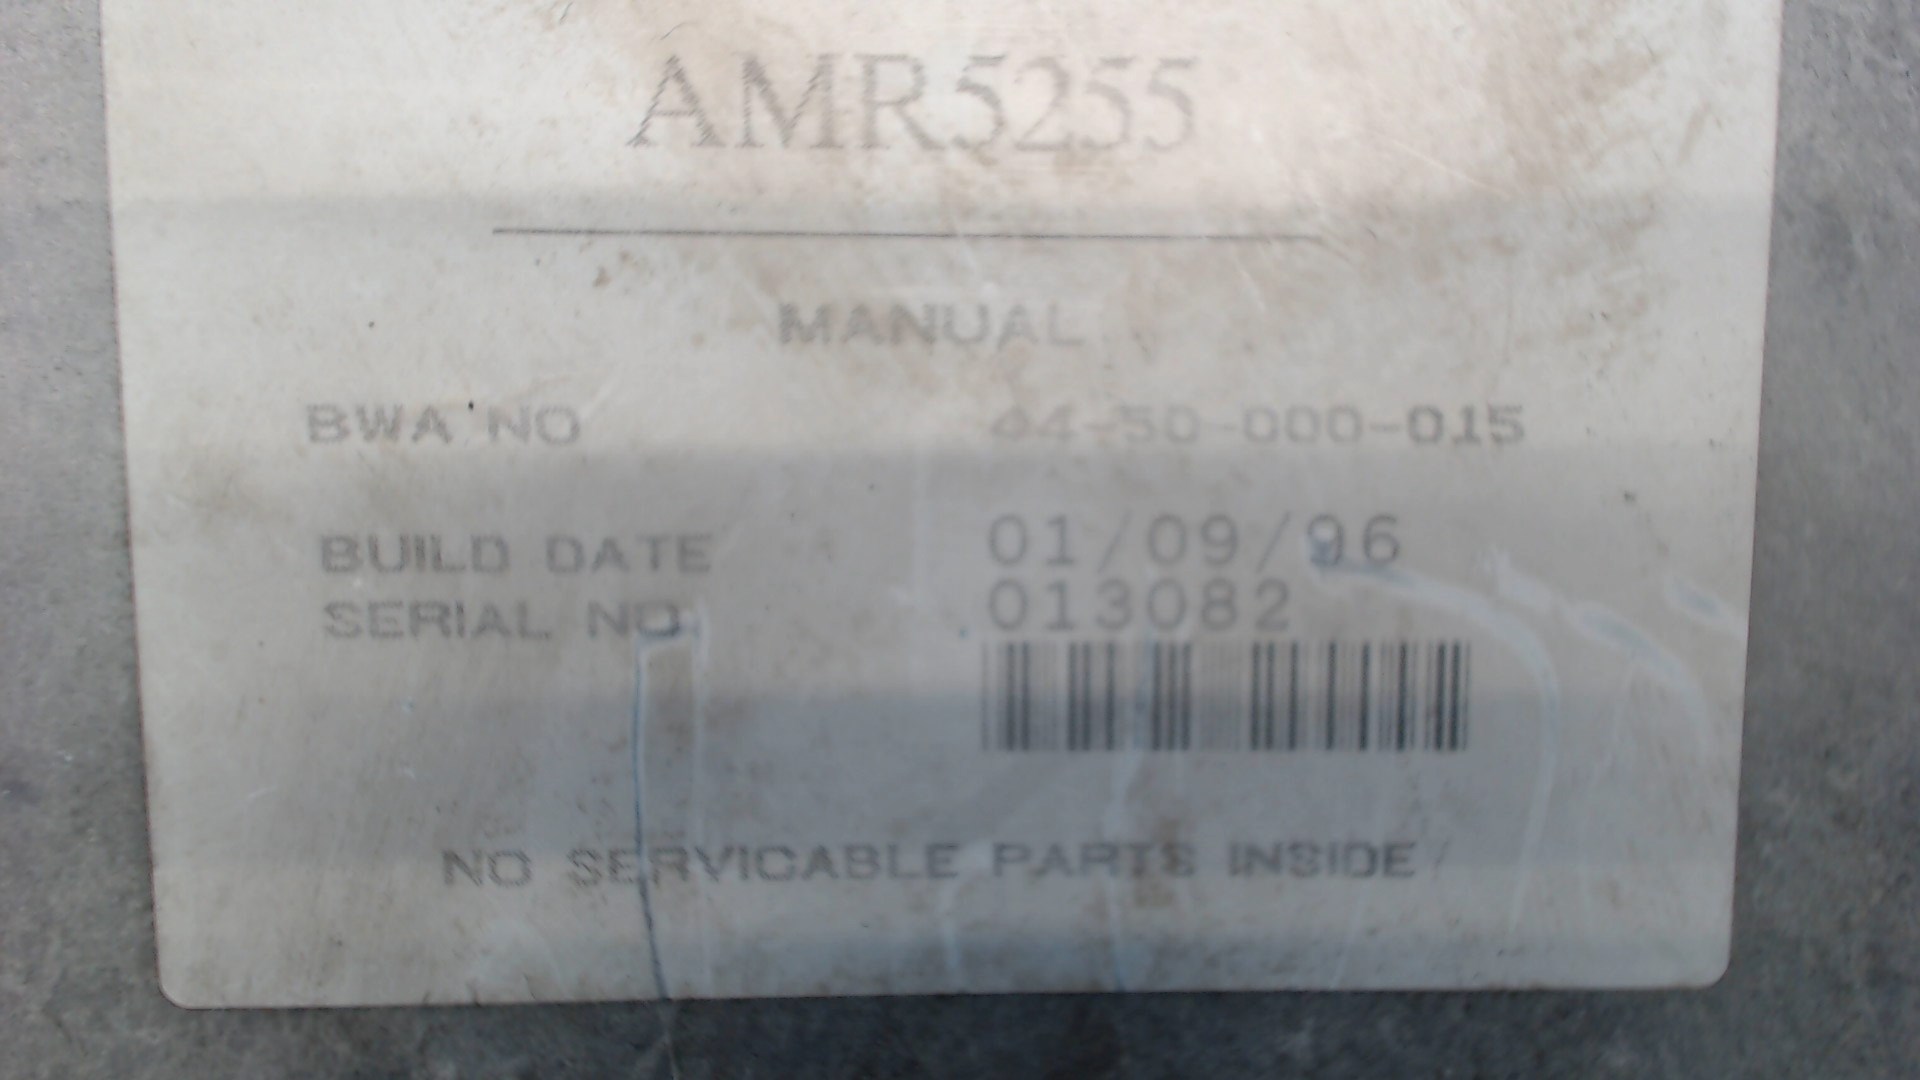 AMR5255
MANUAL
BWA NO 44-50-000-015
BUILD DATE 01/09/96
SERIAL NO. 013082
NO SERVICABLE PARTS INSIDE